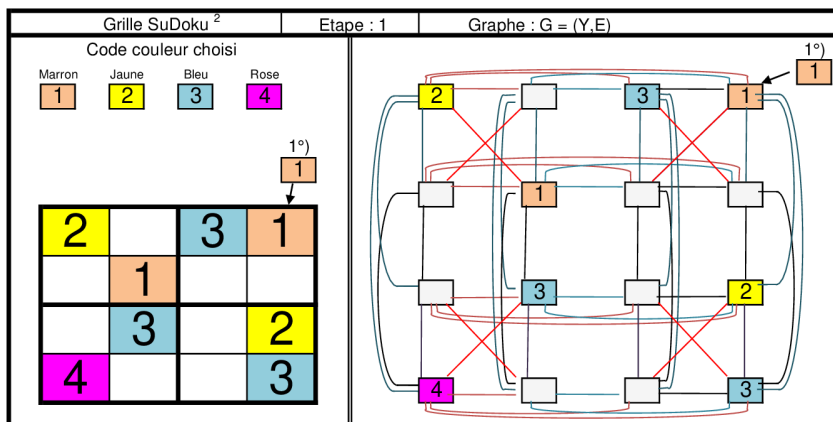 Grille SuDoku 2
Etape : 1
Graphe : G = (Y,E)
Code couleur choisi
Marron Jaune Bleu Rose
1 2 3 4
1°)
1
2 3 1
1
3 2
4 3
1°)
1
2 3 1
1
3 2
4 3